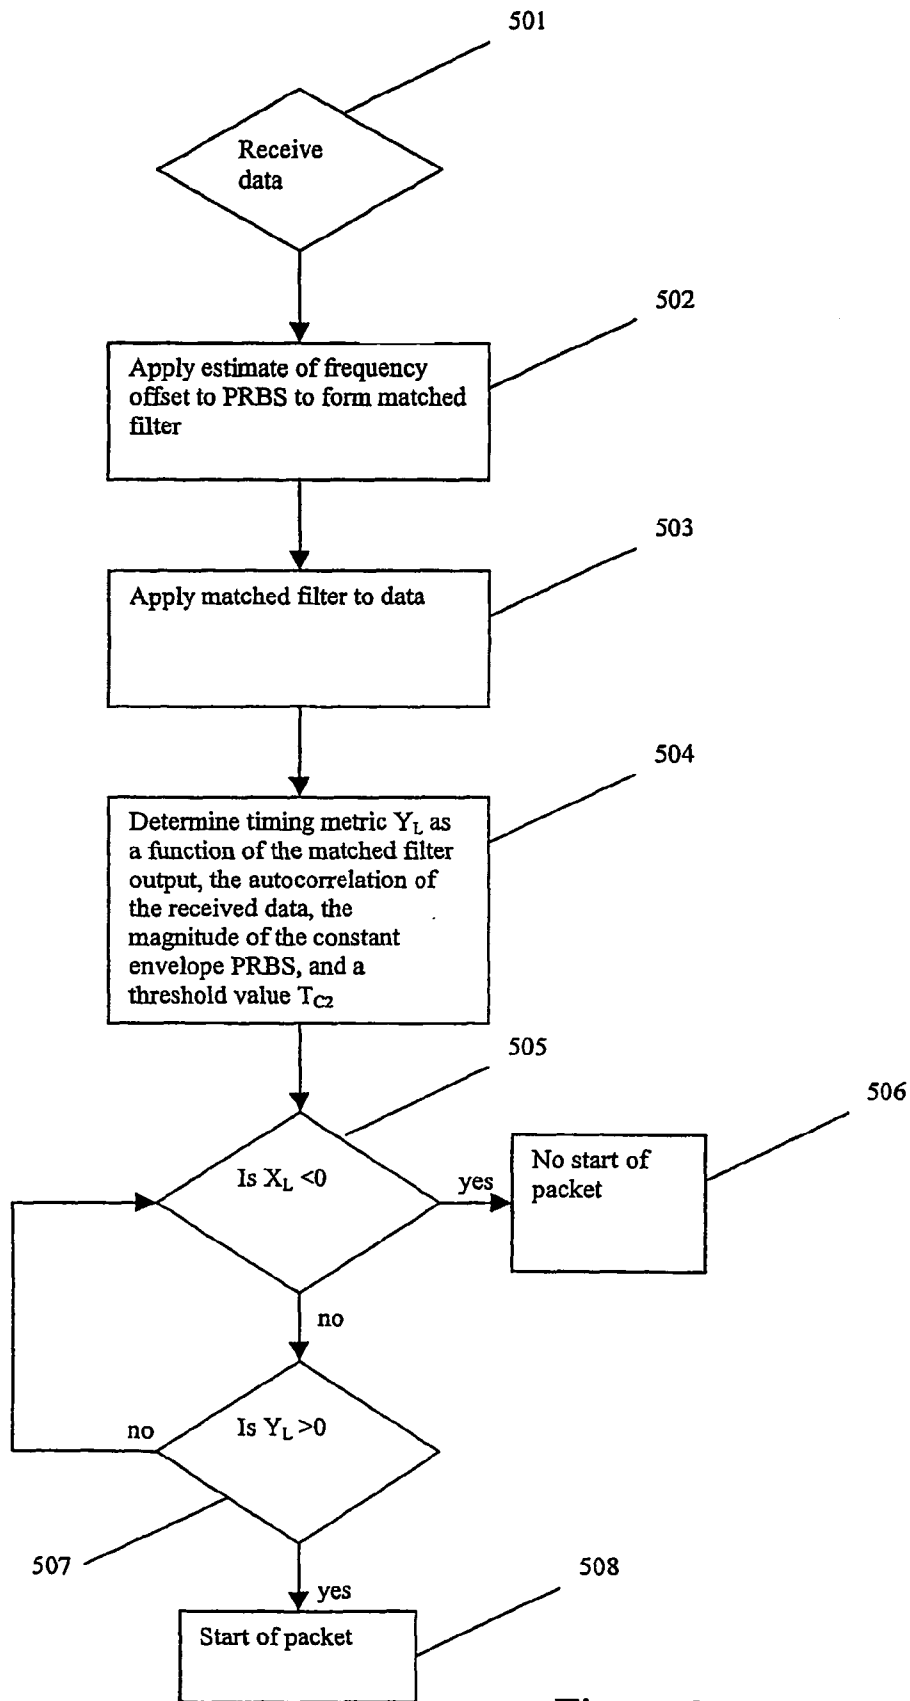 501
Receive
data
502
Apply estimate of frequency
offset to PRBS to form matched
filter
503
Apply matched filter to data
504
Determine timing metric Y_L as
a function of the matched filter
output, the autocorrelation of
the received data, the
magnitude of the constant
envelope PRBS, and a
threshold value T_C2
505
506
Is X_L <0
yes
No start of
packet
no
Is Y_L >0
no
507
yes
508
Start of packet